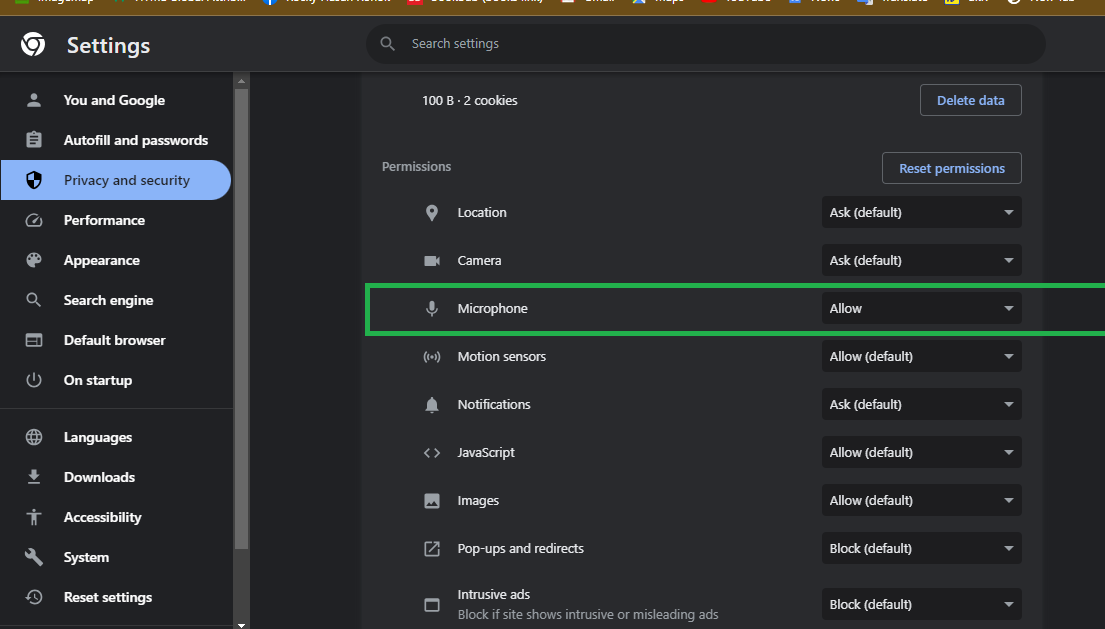 Settings
Search settings
You and Google
Autofill and passwords
Privacy and security
Performance
Appearance
Search engine
Default browser
On startup
Languages
Downloads
Accessibility
System
Reset settings
100 B · 2 cookies
Delete data
Permissions
Reset permissions
Location
Ask (default)
Camera
Ask (default)
Microphone
Allow
Motion sensors
Allow (default)
Notifications
Ask (default)
JavaScript
Allow (default)
Images
Allow (default)
Pop-ups and redirects
Block (default)
Intrusive ads
Block if site shows intrusive or misleading ads
Block (default)